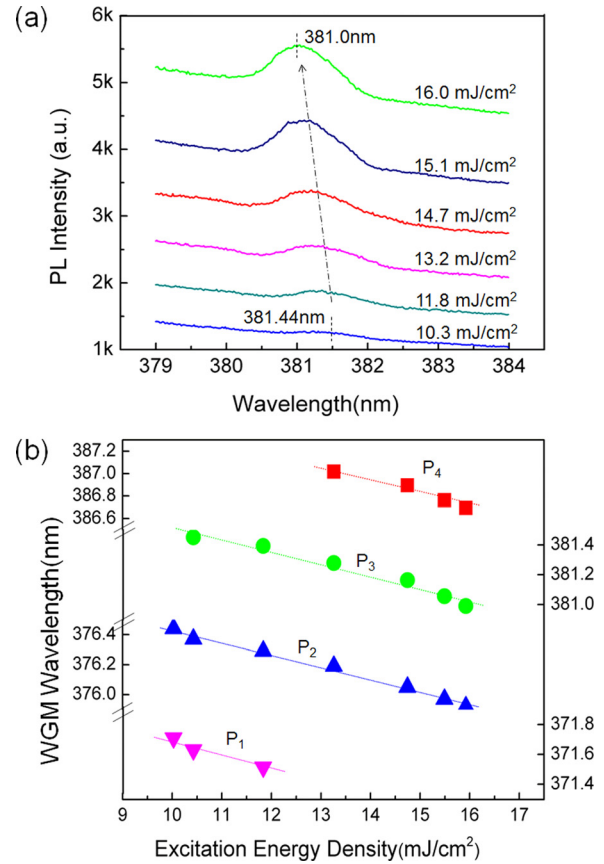 (a)
6k
5k
4k
3k
2k
1k
PL Intensity (a.u.)
381.0nm
16.0 mJ/cm²
15.1 mJ/cm²
14.7 mJ/cm²
13.2 mJ/cm²
11.8 mJ/cm²
381.44nm
10.3 mJ/cm²
379 380 381 382 383 384
Wavelength(nm)
(b)
387.2
387.0
386.8
386.6
376.4
376.2
376.0
WGM Wavelength(nm)
P₄
P₃
P₂
P₁
381.4
381.2
381.0
371.8
371.6
371.4
9 10 11 12 13 14 15 16 17
Excitation Energy Density(mJ/cm²)